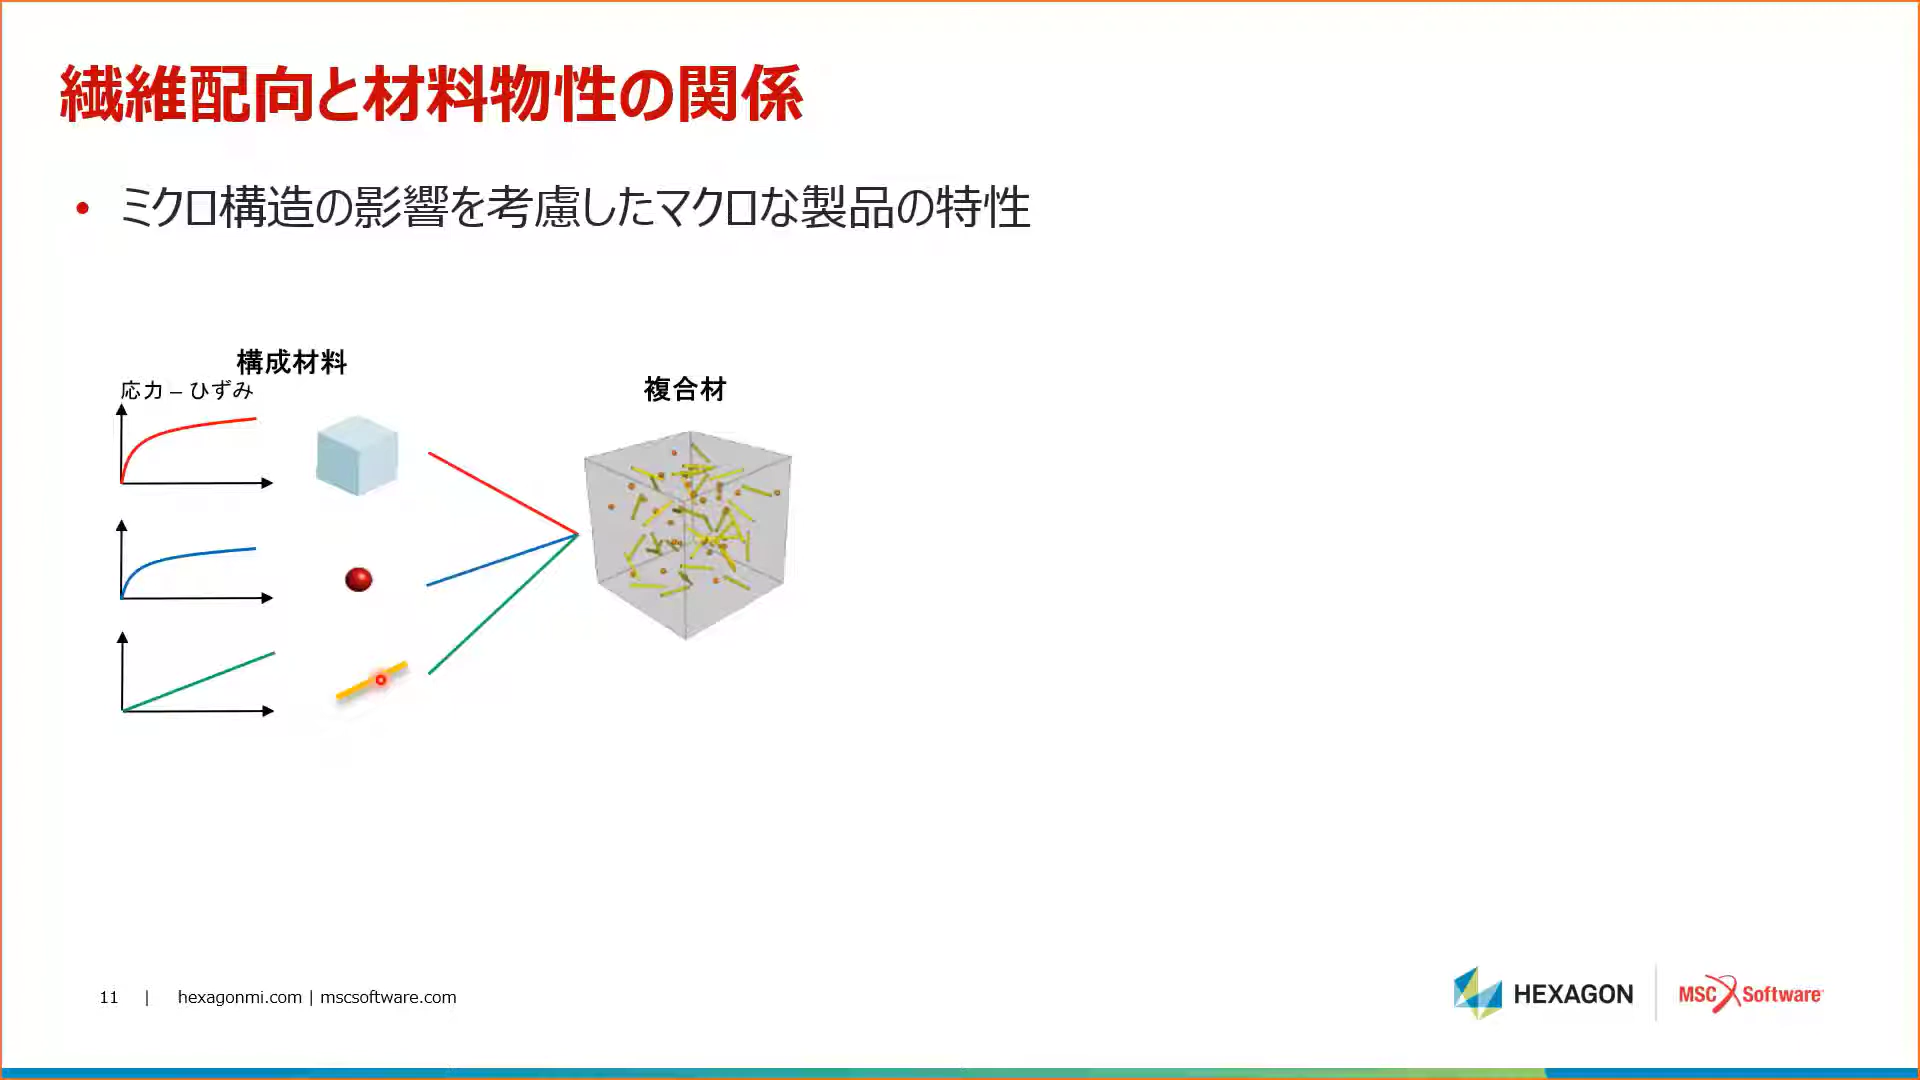 繊維配向と材料物性の関係
• ミクロ構造の影響を考慮したマクロな製品の特性
構成材料
応力 – ひずみ
複合材
11 | hexagonmi.com | mscsoftware.com
HEXAGON
MSC Software